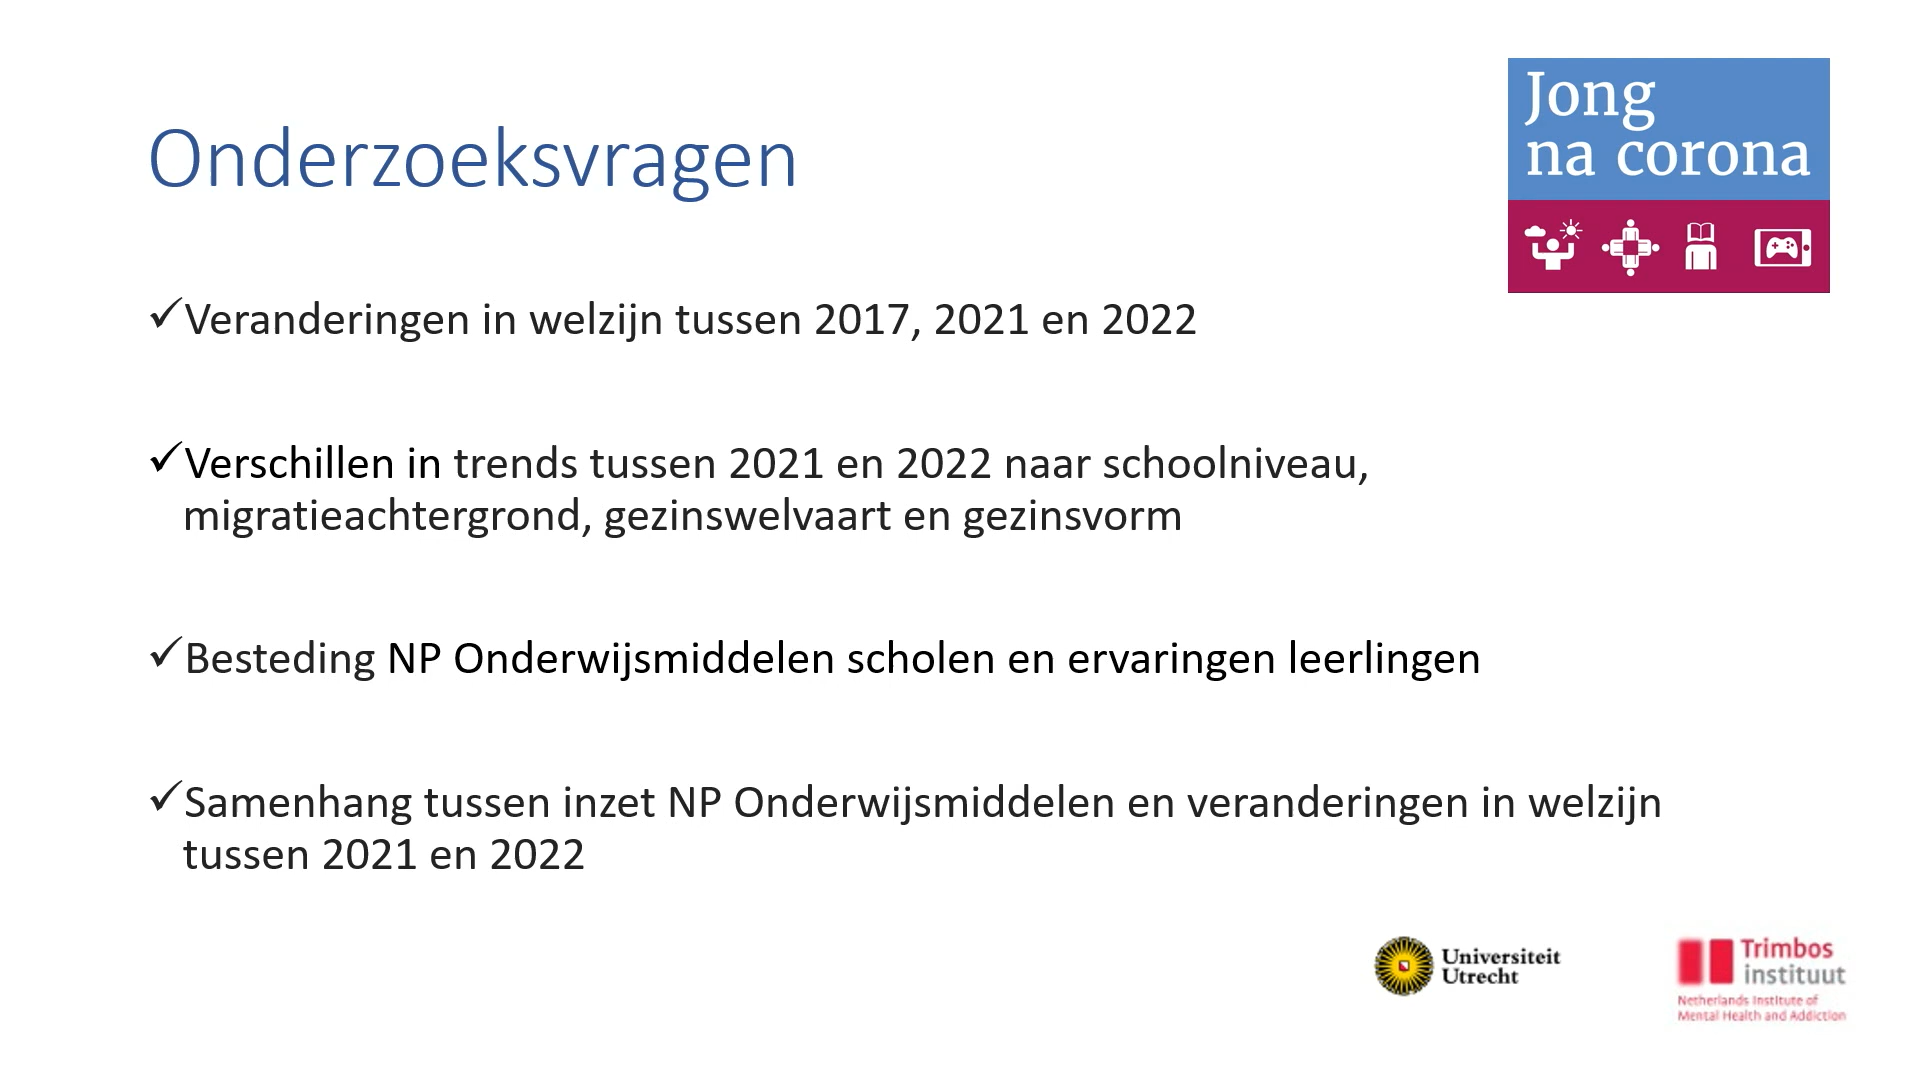 Jong
na corona
Onderzoeksvragen
✓Veranderingen in welzijn tussen 2017, 2021 en 2022
✓Verschillen in trends tussen 2021 en 2022 naar schoolniveau,
migratieachtergrond, gezinswelvaart en gezinsvorm
✓Besteding NP Onderwijsmiddelen scholen en ervaringen leerlingen
✓Samenhang tussen inzet NP Onderwijsmiddelen en veranderingen in welzijn
tussen 2021 en 2022
Universiteit
Utrecht
Trimbos
instituut
Netherlands Institute of
Mental Health and Addiction